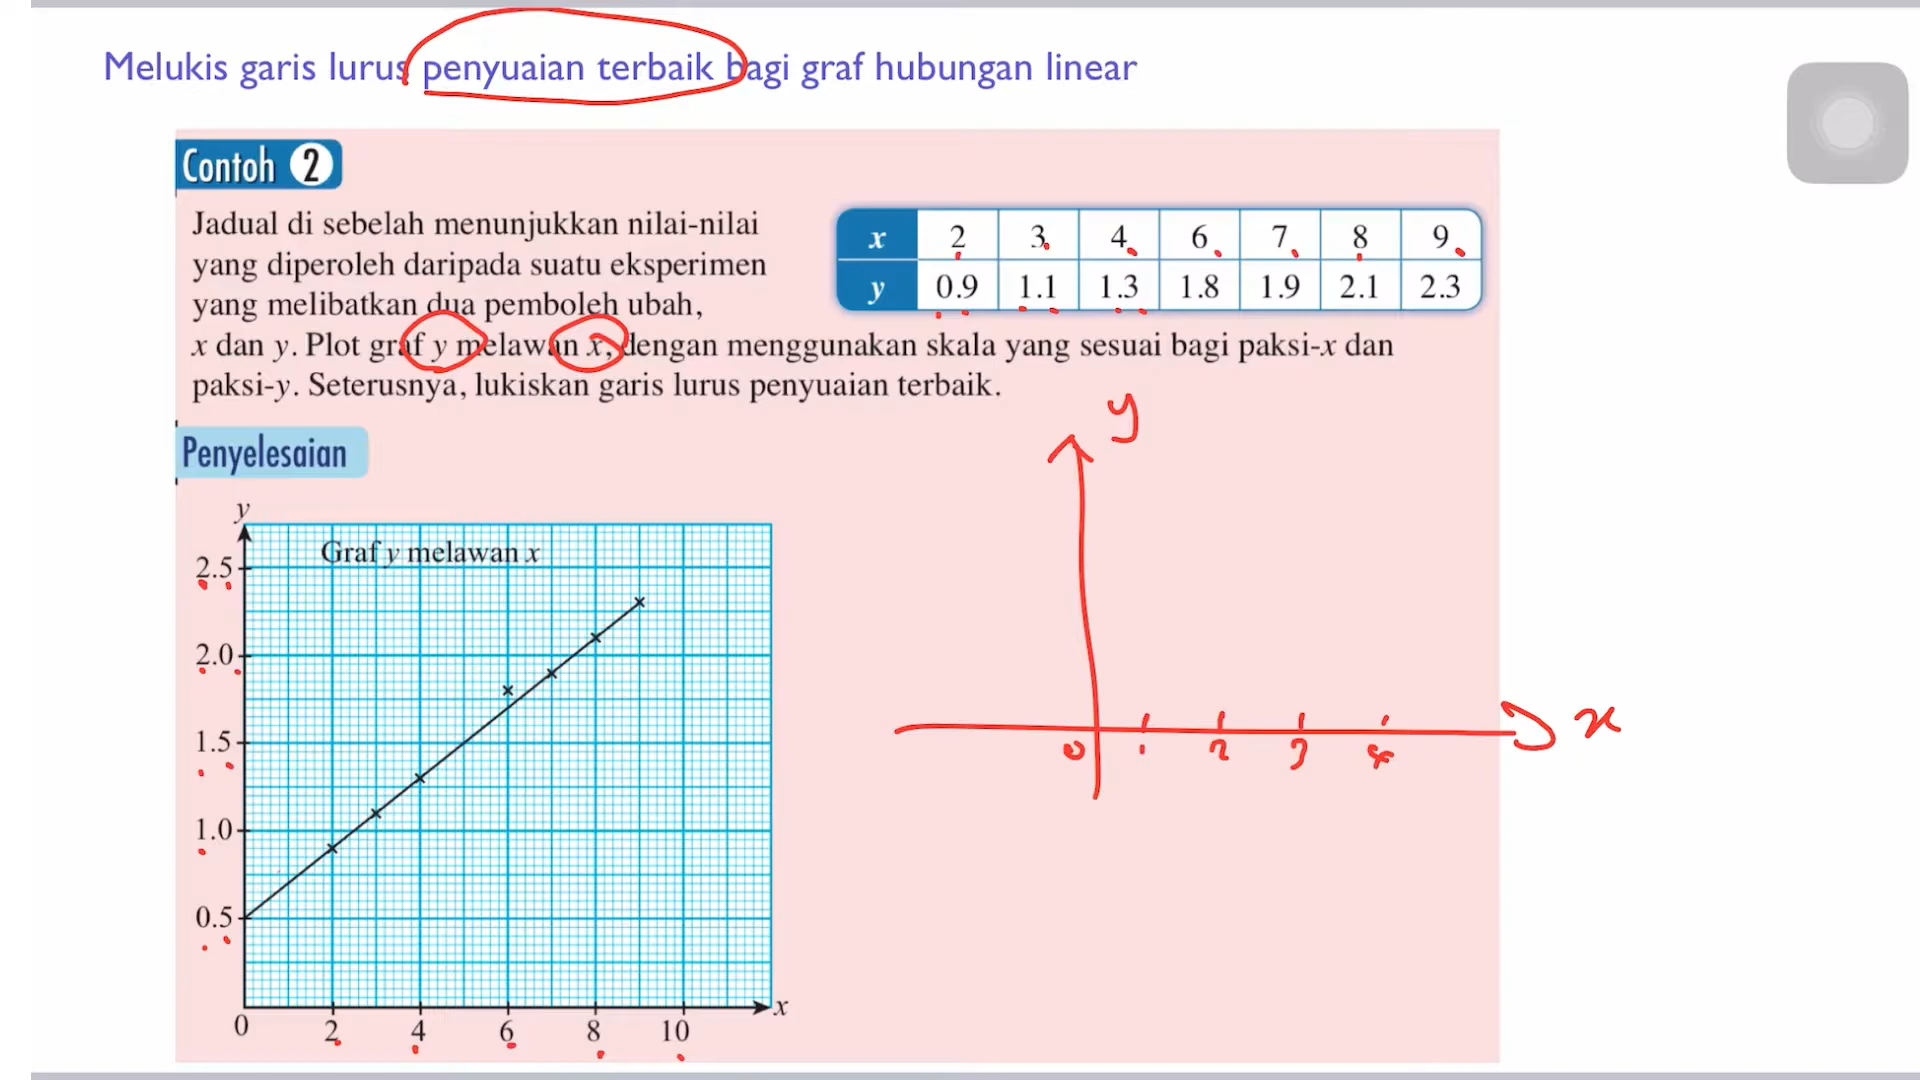 Melukis garis lurus penyuaian terbaik bagi graf hubungan linear
Contoh 2
Jadual di sebelah menunjukkan nilai-nilai
yang diperoleh daripada suatu eksperimen
yang melibatkan dua pemboleh ubah,
x dan y. Plot graf y melawan x, dengan menggunakan skala yang sesuai bagi paksi-x dan
paksi-y. Seterusnya, lukiskan garis lurus penyuaian terbaik.
x 2 3 4 6 7 8 9
y 0.9 1.1 1.3 1.8 1.9 2.1 2.3
Penyelesaian
y
Graf y melawan x
2.5
2.0
1.5
1.0
0.5
0 2 4 6 8 10
x
y
x
0 1 2 3 4